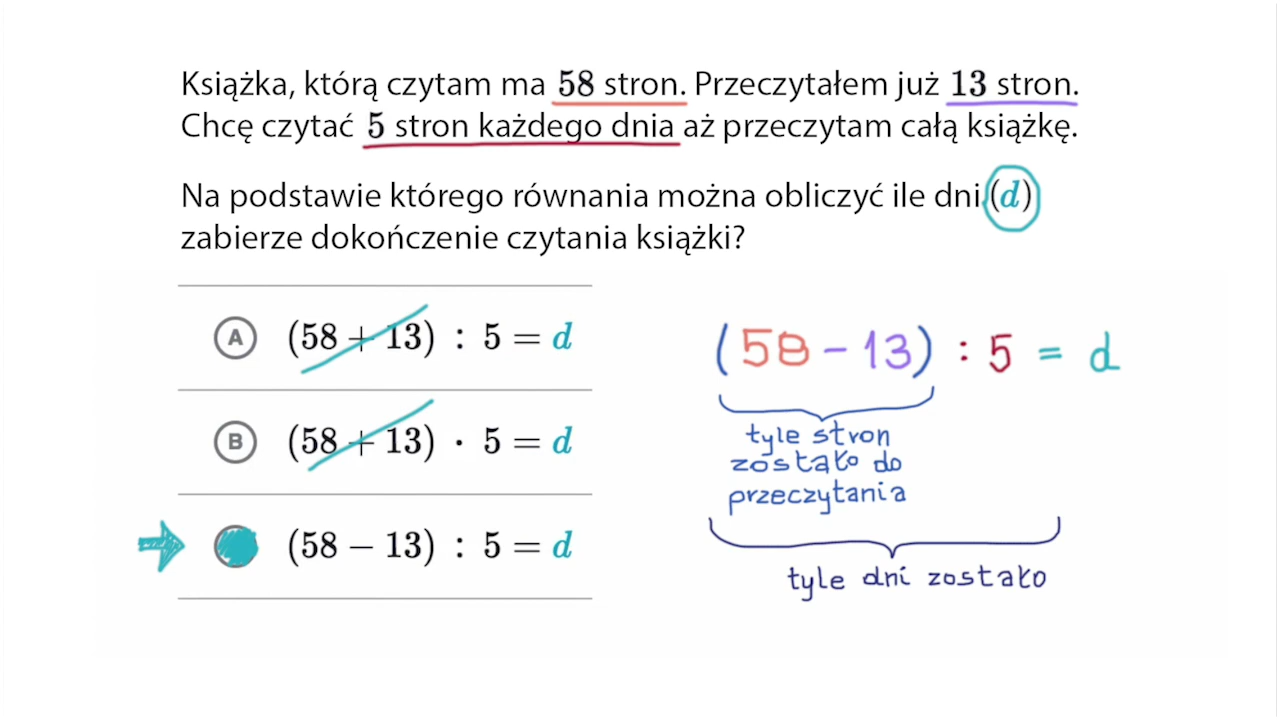 Książka, którą czytam ma 58 stron. Przeczytałem już 13 stron.
Chcę czytać 5 stron każdego dnia aż przeczytam całą książkę.
Na podstawie którego równania można obliczyć ile dni (d)
zabierze dokończenie czytania książki?
A (58 + 13) : 5 = d
B (58 + 13) · 5 = d
(58 − 13) : 5 = d
(58 − 13) : 5 = d
tyle stron
zostało do
przeczytania
tyle dni zostało